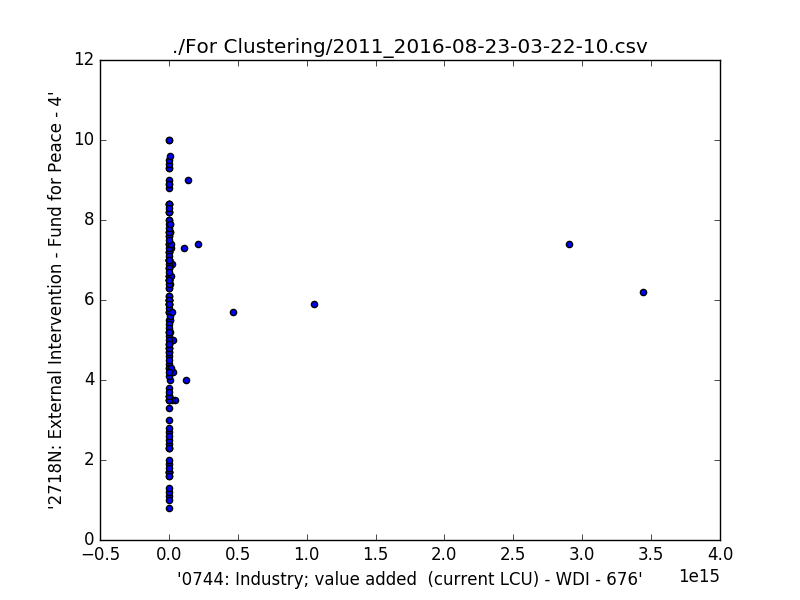 ./For Clustering/2011_2016-08-23-03-22-10.csv
12
10
8
6
4
2
0
'2718N: External Intervention - Fund for Peace - 4'
−0.5 0.0 0.5 1.0 1.5 2.0 2.5 3.0 3.5 4.0
1e15
'0744: Industry; value added  (current LCU) - WDI - 676'